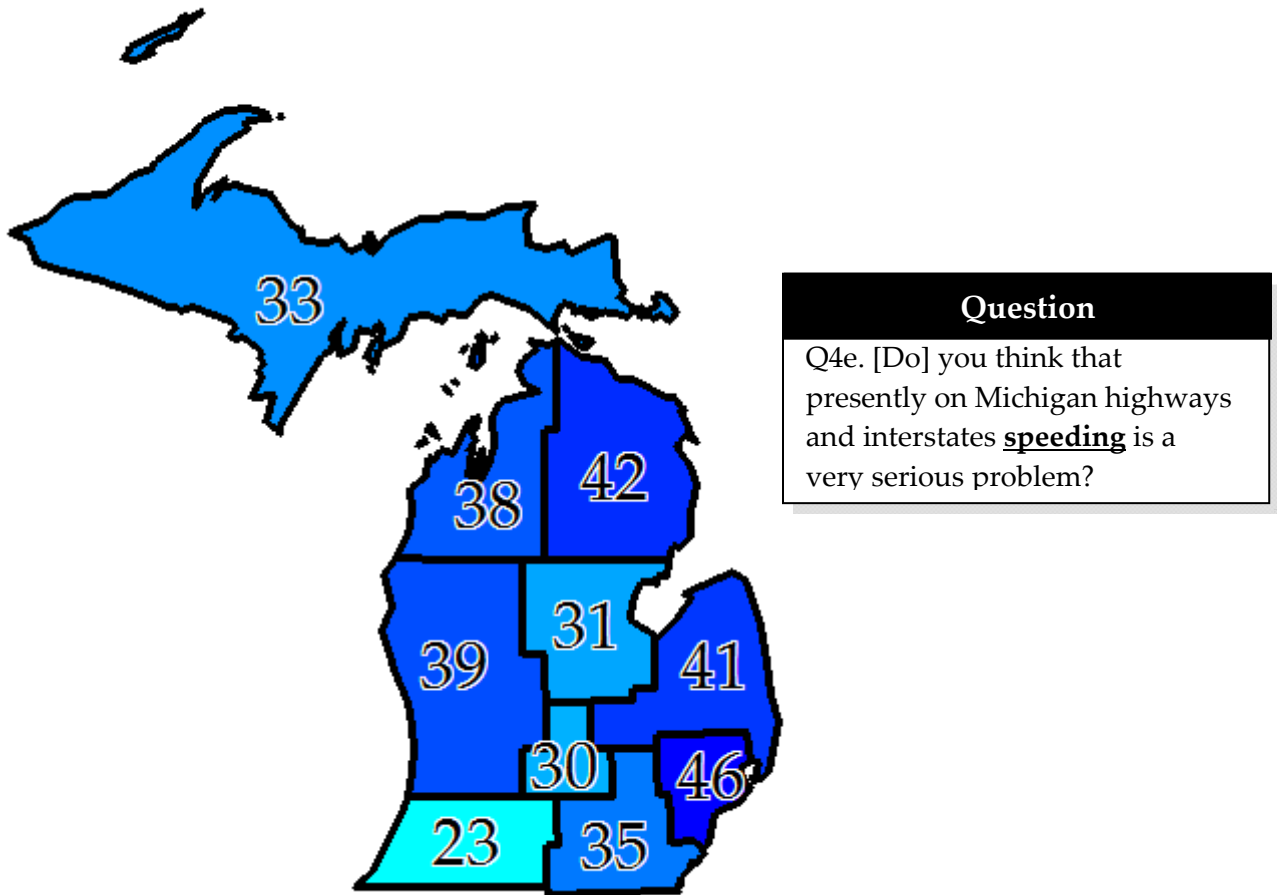 33
Question
Q4e. [Do] you think that
presently on Michigan highways
and interstates speeding is a
very serious problem?
42
38
31
39
41
30
46
23
35